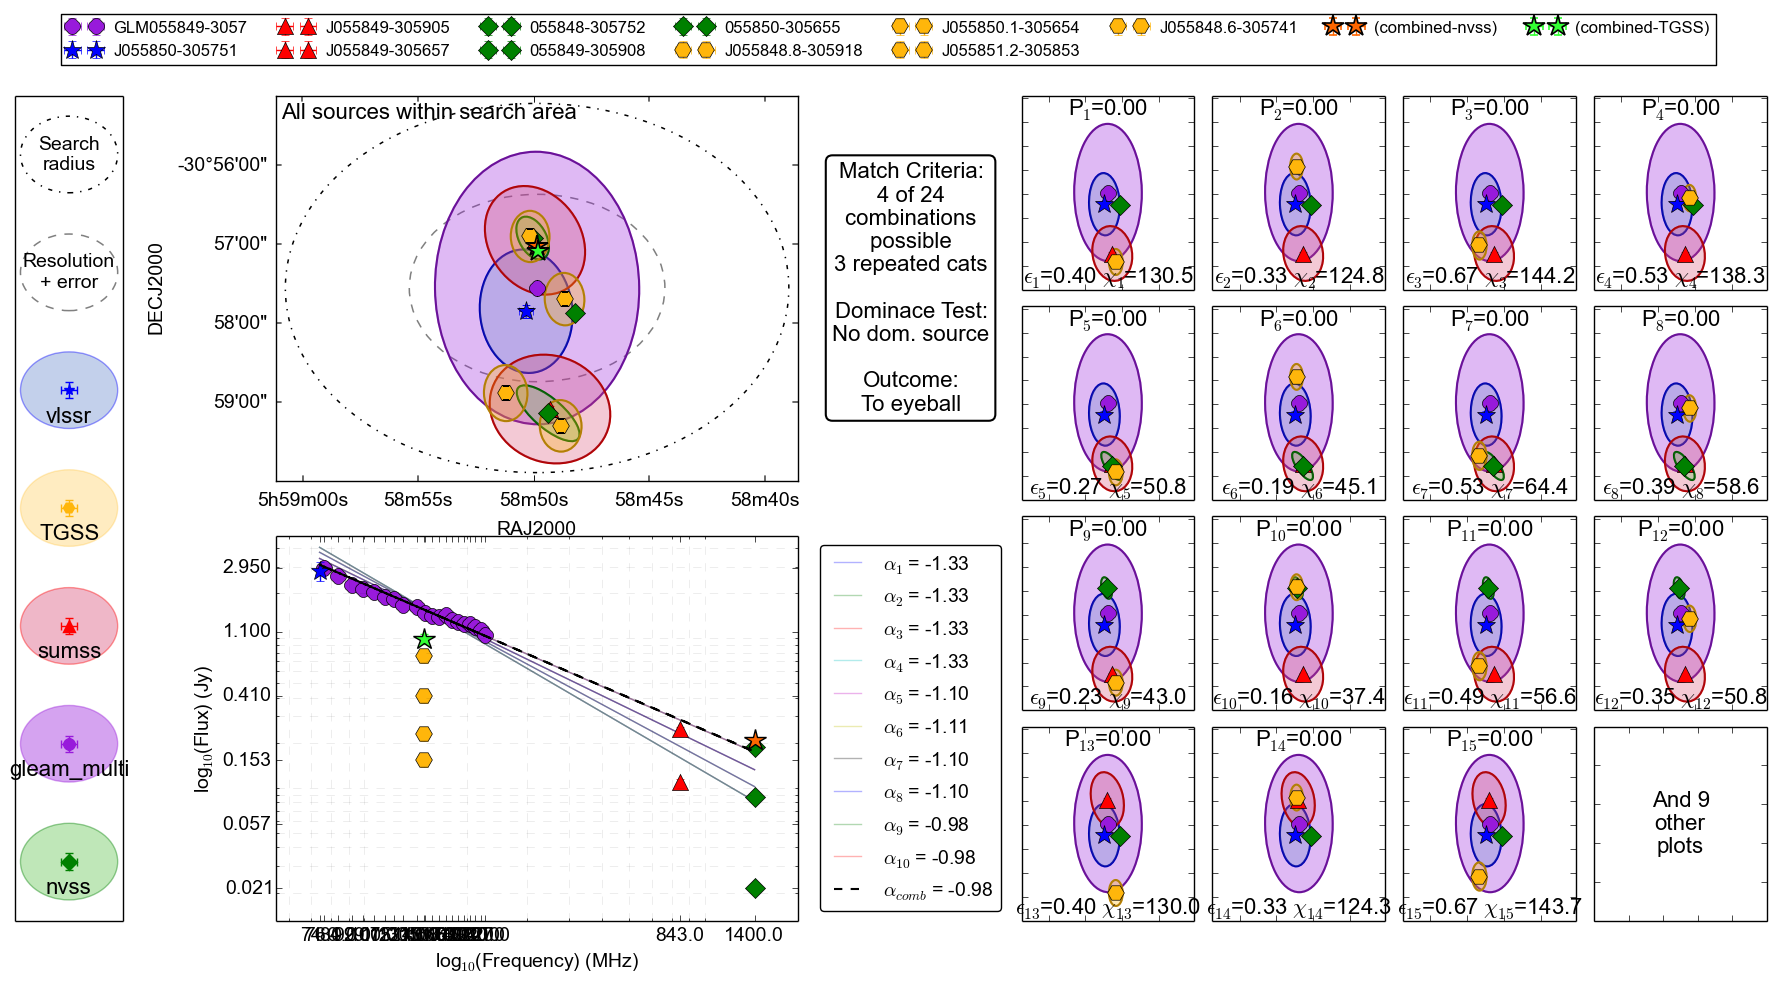 GLM055849-3057
J055849-305905
055848-305752
055850-305655
J055850.1-305654
J055848.6-305741
(combined-nvss)
(combined-TGSS)
J055850-305751
J055849-305657
055849-305908
J055848.8-305918
J055851.2-305853
Search
radius
Resolution
+ error
vlssr
TGSS
sumss
gleam_multi
nvss
All sources within search area
DECJ2000
-30°56'00"
57'00"
58'00"
59'00"
5h59m00s
58m55s
58m50s
58m45s
58m40s
RAJ2000
Match Criteria:
4 of 24
combinations
possible
3 repeated cats
Dominace Test:
No dom. source
Outcome:
To eyeball
log10(Flux) (Jy)
2.950
1.100
0.410
0.153
0.057
0.021
843.0
1400.0
log10(Frequency) (MHz)
α1 = -1.33
α2 = -1.33
α3 = -1.33
α4 = -1.33
α5 = -1.10
α6 = -1.11
α7 = -1.10
α8 = -1.10
α9 = -0.98
α10 = -0.98
αcomb = -0.98
P1=0.00
ϵ1=0.40 χ1=130.5
P2=0.00
ϵ2=0.33 χ2=124.8
P3=0.00
ϵ3=0.67 χ3=144.2
P4=0.00
ϵ4=0.53 χ4=138.3
P5=0.00
ϵ5=0.27 χ5=50.8
P6=0.00
ϵ6=0.19 χ6=45.1
P7=0.00
ϵ7=0.53 χ7=64.4
P8=0.00
ϵ8=0.39 χ8=58.6
P9=0.00
ϵ9=0.23 χ9=43.0
P10=0.00
ϵ10=0.16 χ10=37.4
P11=0.00
ϵ11=0.49 χ11=56.6
P12=0.00
ϵ12=0.35 χ12=50.8
P13=0.00
ϵ13=0.40 χ13=130.0
P14=0.00
ϵ14=0.33 χ14=124.3
P15=0.00
ϵ15=0.67 χ15=143.7
And 9
other
plots